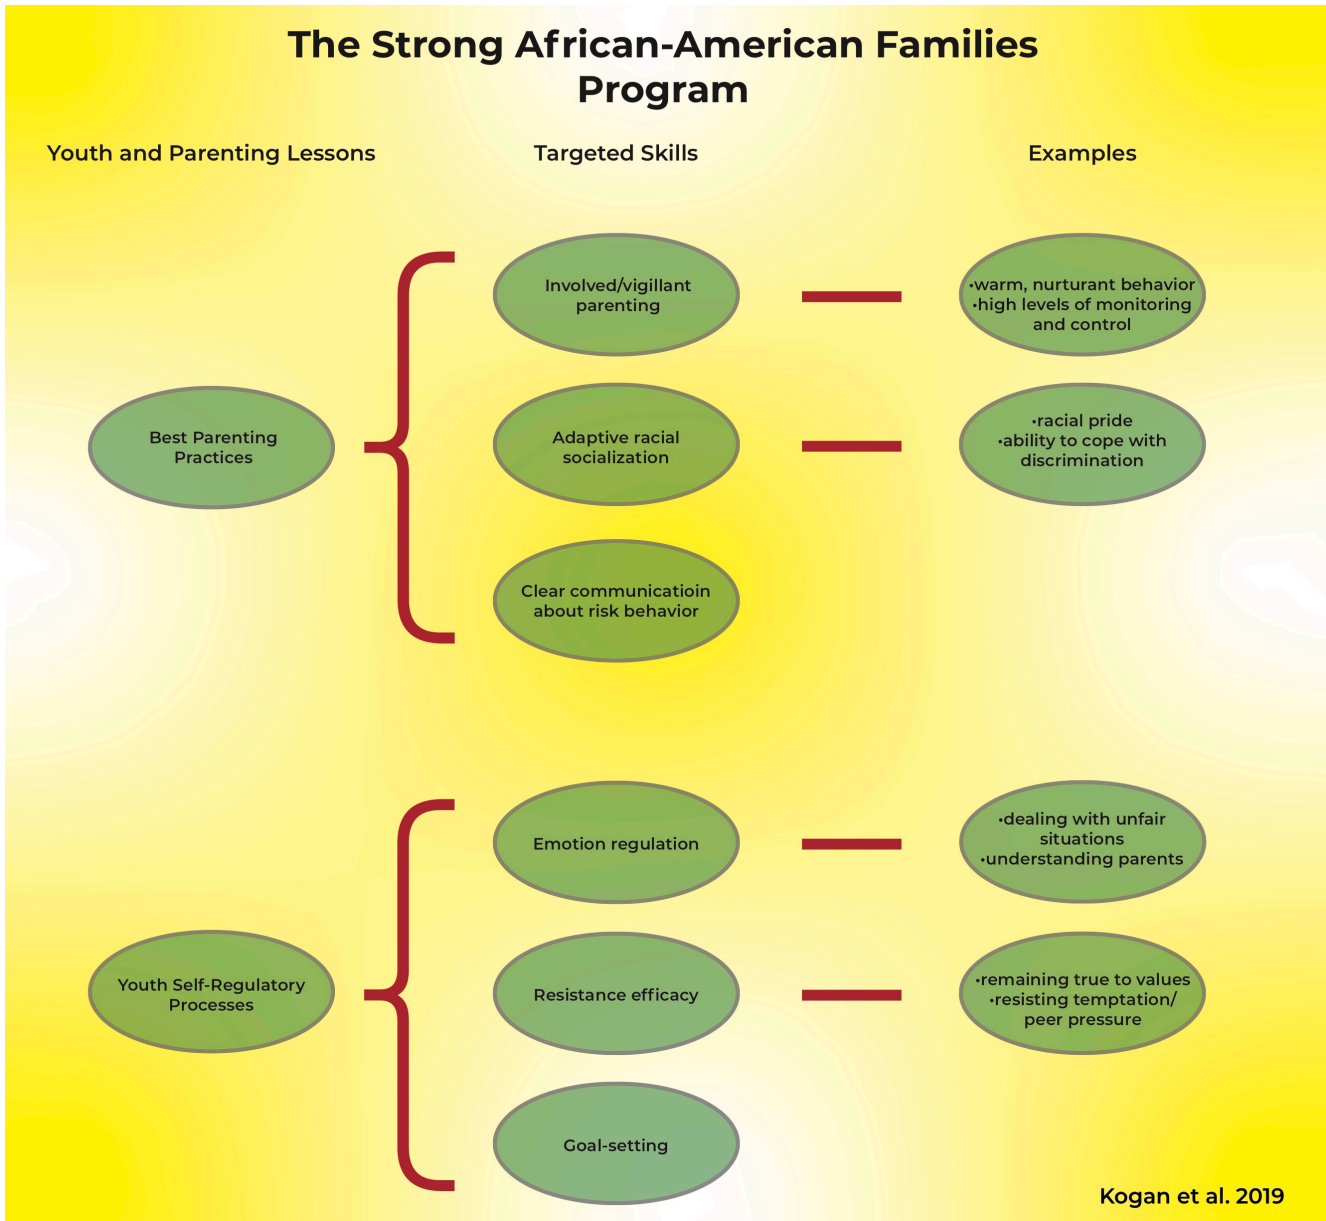 The Strong African-American Families
Program
Youth and Parenting Lessons
Targeted Skills
Examples
Best Parenting
Practices
Involved/vigillant
parenting
•warm, nurturant behavior
•high levels of monitoring
and control
Adaptive racial
socialization
•racial pride
•ability to cope with
discrimination
Clear communicatioin
about risk behavior
Youth Self-Regulatory
Processes
Emotion regulation
•dealing with unfair
situations
•understanding parents
Resistance efficacy
•remaining true to values
•resisting temptation/
peer pressure
Goal-setting
Kogan et al. 2019